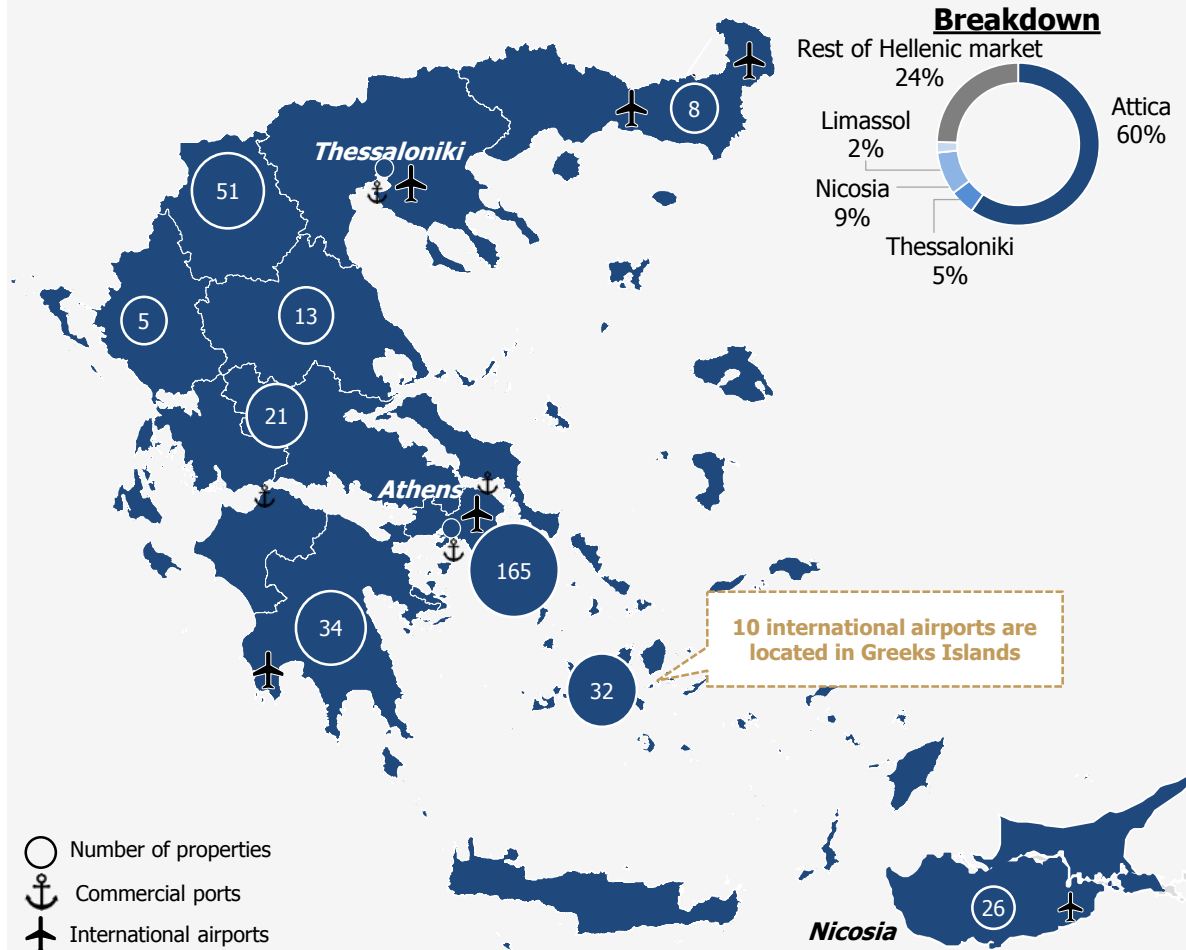 Breakdown
Rest of Hellenic market
24%
Attica
60%
Limassol
2%
Nicosia
9%
Thessaloniki
5%
8
Thessaloniki
51
5
13
21
Athens
165
34
10 international airports are
located in Greeks Islands
32
Number of properties
Commercial ports
International airports
26
Nicosia